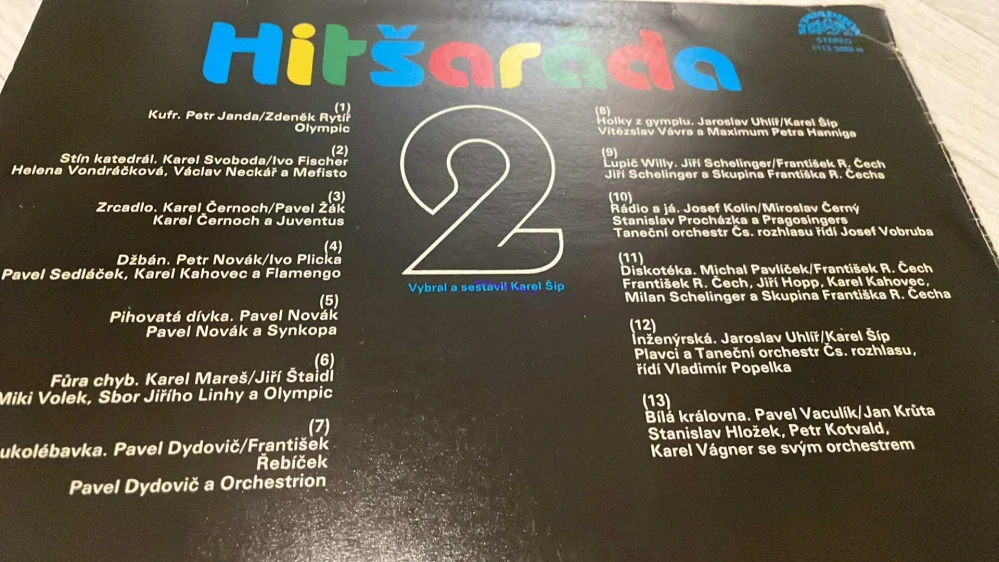 Hitšaráda
2
Vybral a sestavil Karel Šíp
SUPRAPHON
STEREO
1113
(1)
Kufr. Petr Janda/Zdeněk Rytíř
Olympic
(2)
Stín katedrál. Karel Svoboda/Ivo Fischer
Helena Vondráčková, Václav Neckář a Mefisto
(3)
Zrcadlo. Karel Černoch/Pavel Žák
Karel Černoch a Juventus
(4)
Džbán. Petr Novák/Ivo Plicka
Pavel Sedláček, Karel Kahovec a Flamengo
(5)
Pihovatá dívka. Pavel Novák
Pavel Novák a Synkopa
(6)
Fůra chyb. Karel Mareš/Jiří Štaidl
Miki Volek, Sbor Jiřího Linhy a Olympic
(7)
ukolébavka. Pavel Dydovič/František
Řebíček
Pavel Dydovič a Orchestrion
(8)
Holky z gymplu. Jaroslav Uhlíř/Karel Šíp
Vítězslav Vávra a Maximum Petra Hanniga
(9)
Lupič Willy. Jiří Schelinger/František R. Čech
Jiří Schelinger a Skupina Františka R. Čecha
(10)
Rádio a já. Josef Kolín/Miroslav Černý
Stanislav Procházka a Pragosingers
Taneční orchestr Čs. rozhlasu řídí Josef Vobruba
(11)
Diskotéka. Michal Pavlíček/František R. Čech
František R. Čech, Jiří Hopp, Karel Kahovec,
Milan Schelinger a Skupina Františka R. Čecha
(12)
Inženýrská. Jaroslav Uhlíř/Karel Šíp
Plavci a Taneční orchestr Čs. rozhlasu,
řídí Vladimír Popelka
(13)
Bílá královna. Pavel Vaculík/Jan Krůta
Stanislav Hložek, Petr Kotvald,
Karel Vágner se svým orchestrem